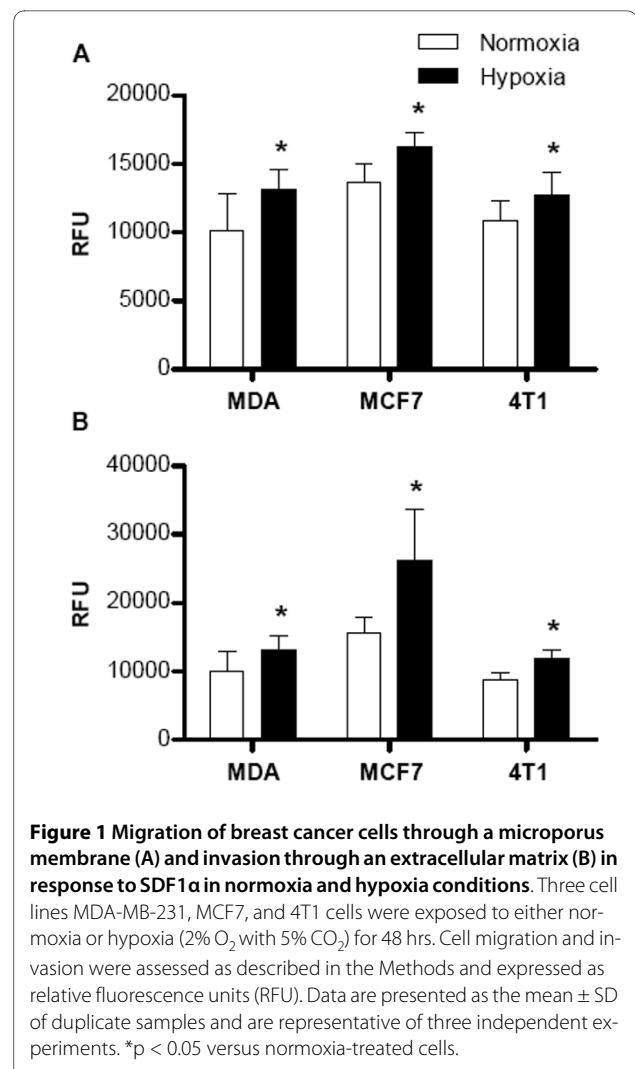 A
Normoxia
Hypoxia
20000
15000
10000
5000
0
RFU
* * *
MDA MCF7 4T1
B
40000
30000
20000
10000
0
RFU
* * *
MDA MCF7 4T1
Figure 1 Migration of breast cancer cells through a microporus
membrane (A) and invasion through an extracellular matrix (B) in
response to SDF1α in normoxia and hypoxia conditions. Three cell
lines MDA-MB-231, MCF7, and 4T1 cells were exposed to either nor-
moxia or hypoxia (2% O₂ with 5% CO₂) for 48 hrs. Cell migration and in-
vasion were assessed as described in the Methods and expressed as
relative fluorescence units (RFU). Data are presented as the mean ± SD
of duplicate samples and are representative of three independent ex-
periments. *p < 0.05 versus normoxia-treated cells.